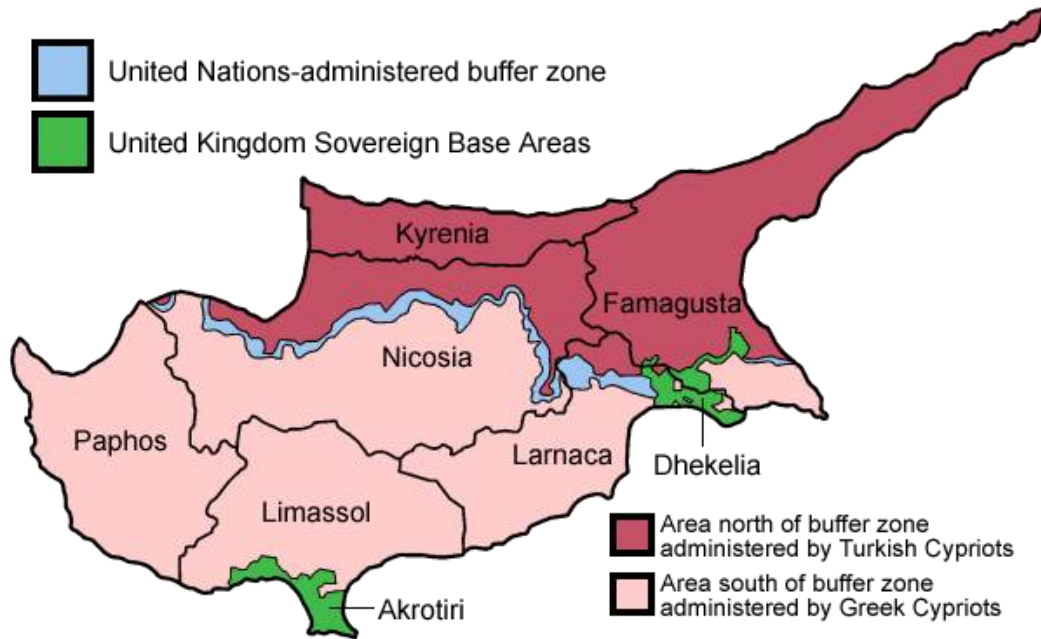 United Nations-administered buffer zone
United Kingdom Sovereign Base Areas
Kyrenia
Famagusta
Nicosia
Paphos
Larnaca
Dhekelia
Limassol
Akrotiri
Area north of buffer zone
administered by Turkish Cypriots
Area south of buffer zone
administered by Greek Cypriots